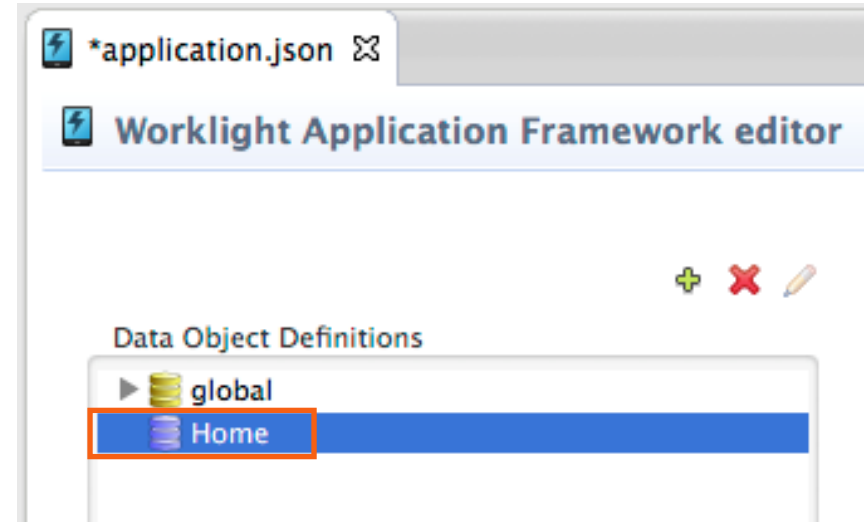 *application.json
Worklight Application Framework editor
Data Object Definitions
global
Home